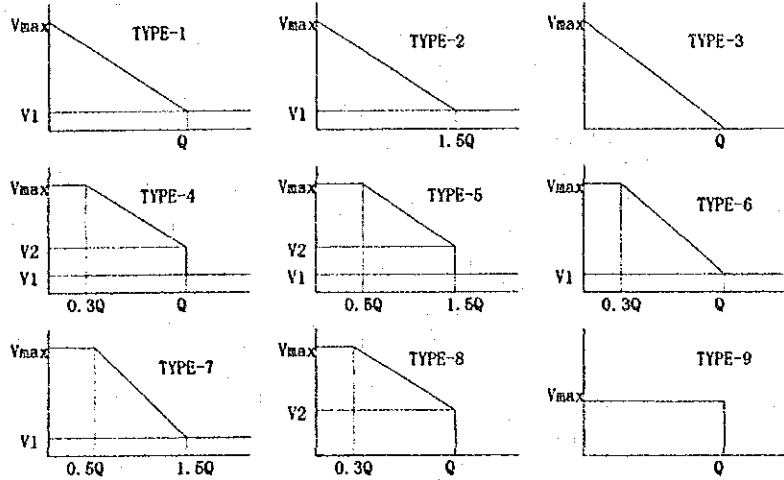 Vmax TYPE-1 V1 Q
Vmax TYPE-2 V1 1.5Q
Vmax TYPE-3 Q
Vmax TYPE-4 V2 V1 0.3Q Q
Vmax TYPE-5 V2 V1 0.5Q 1.5Q
Vmax TYPE-6 V1 0.3Q Q
Vmax TYPE-7 V1 0.5Q 1.5Q
Vmax TYPE-8 V2 0.3Q Q
TYPE-9 Vmax Q